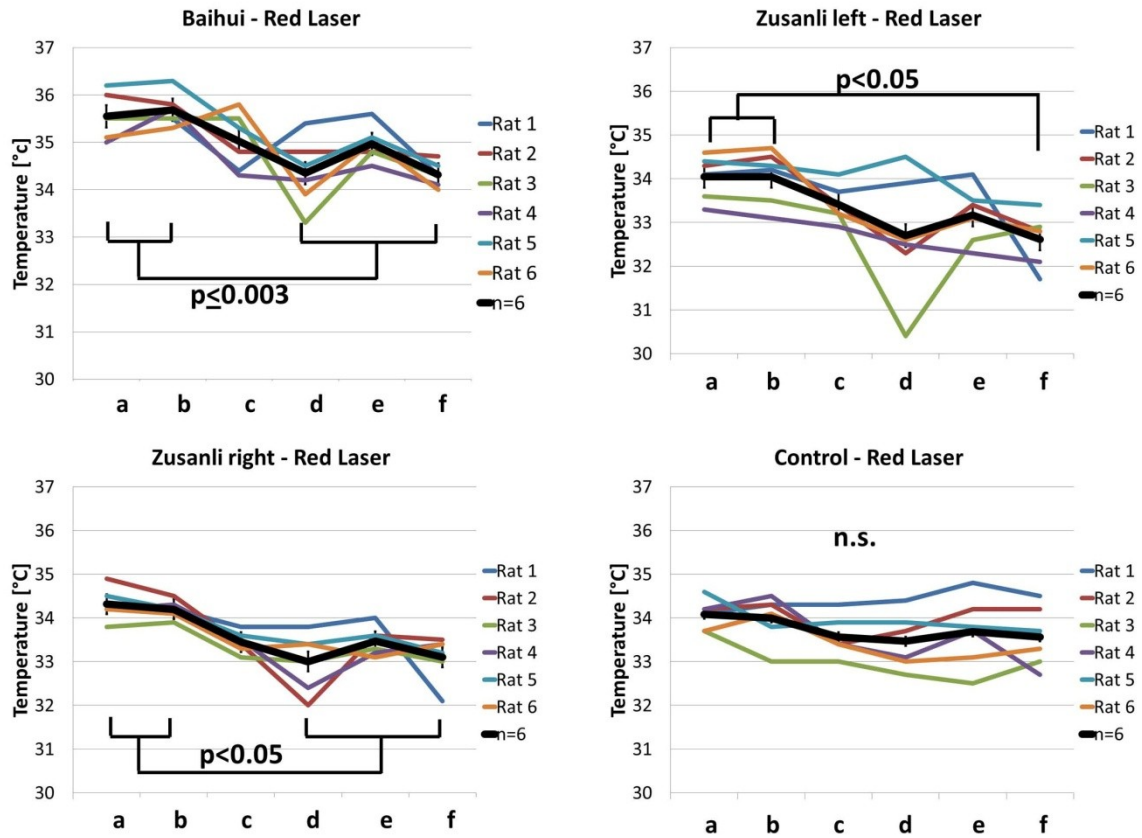 Baihui - Red Laser
Temperature [°c]
37
36
35
34
33
32
31
30
p≤0.003
a b c d e f
Rat 1
Rat 2
Rat 3
Rat 4
Rat 5
Rat 6
n=6
Zusanli left - Red Laser
Temperature [°C]
37
36
35
34
33
32
31
30
p<0.05
a b c d e f
Rat 1
Rat 2
Rat 3
Rat 4
Rat 5
Rat 6
n=6
Zusanli right - Red Laser
Temperature [°C]
37
36
35
34
33
32
31
30
p<0.05
a b c d e f
Rat 1
Rat 2
Rat 3
Rat 4
Rat 5
Rat 6
n=6
Control - Red Laser
Temperature [°C]
37
36
35
34
33
32
31
30
n.s.
a b c d e f
Rat 1
Rat 2
Rat 3
Rat 4
Rat 5
Rat 6
n=6